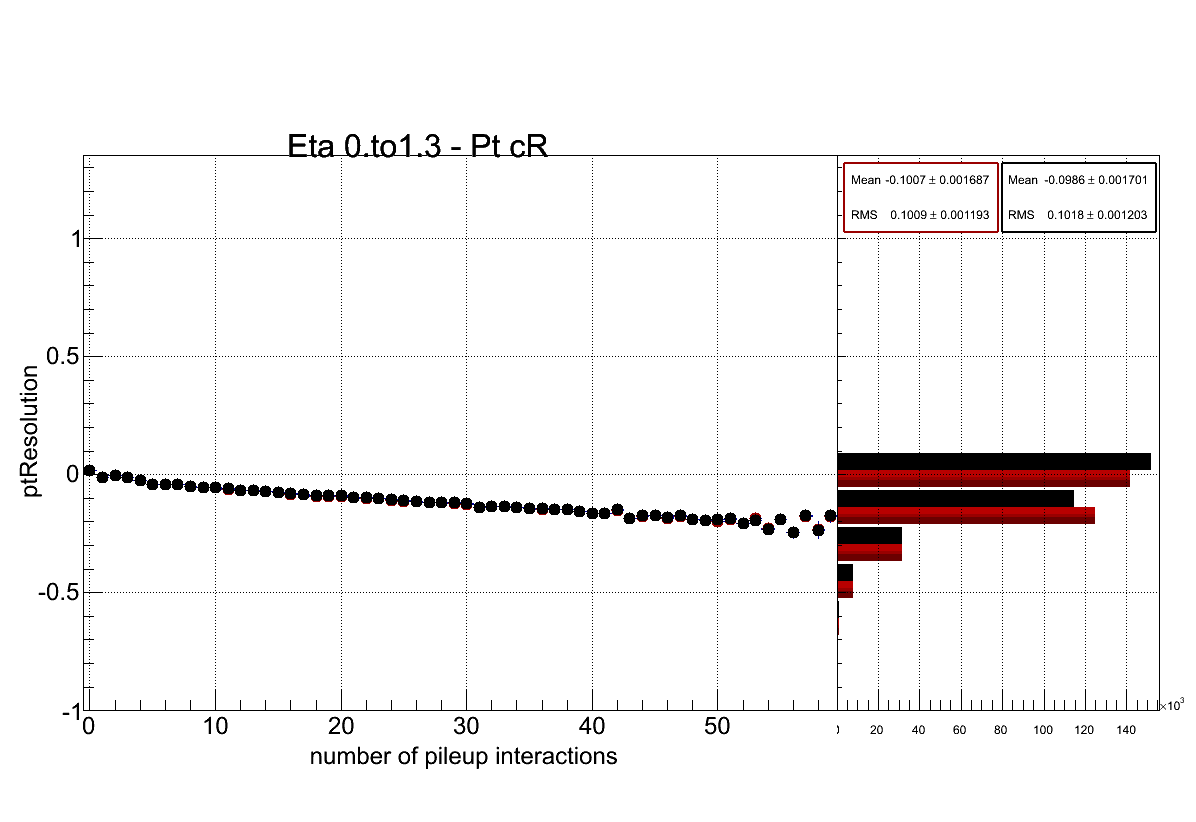 Eta 0.to1.3 - Pt cR
Mean -0.1007 ± 0.001687
RMS 0.1009 ± 0.001193
Mean -0.0986 ± 0.001701
RMS 0.1018 ± 0.001203
ptResolution
1
0.5
0
-0.5
-1
0 10 20 30 40 50
number of pileup interactions
20 40 60 80 100 120 140
×10³